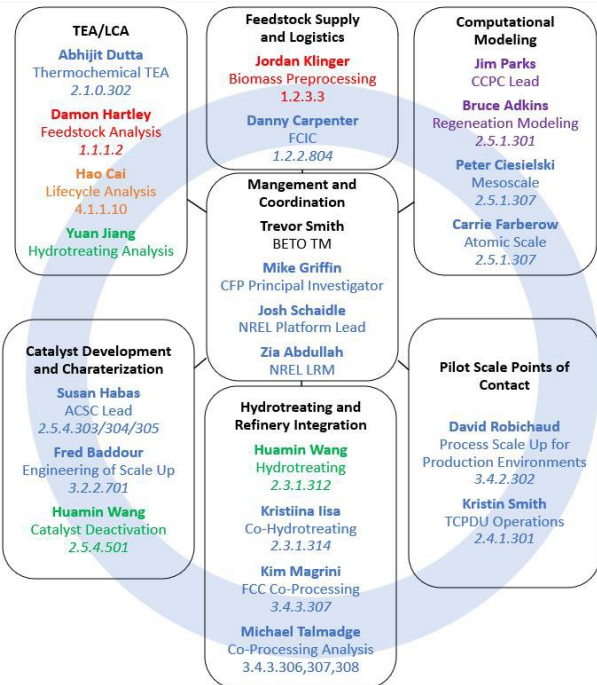 TEA/LCA
Abhijit Dutta
Thermochemical TEA
2.1.0.302
Damon Hartley
Feedstock Analysis
1.1.1.2
Hao Cai
Lifecycle Analysis
4.1.1.10
Yuan Jiang
Hydrotreating Analysis
Feedstock Supply
and Logistics
Jordan Klinger
Biomass Preprocessing
1.2.3.3
Danny Carpenter
FCIC
1.2.2.804
Computational
Modeling
Jim Parks
CCPC Lead
Bruce Adkins
Regeneation Modeling
2.5.1.301
Peter Ciesielski
Mesoscale
2.5.1.307
Carrie Farberow
Atomic Scale
2.5.1.307
Mangement and
Coordination
Trevor Smith
BETO TM
Mike Griffin
CFP Principal Investigator
Josh Schaidle
NREL Platform Lead
Zia Abdullah
NREL LRM
Catalyst Development
and Charaterization
Susan Habas
ACSC Lead
2.5.4.303/304/305
Fred Baddour
Engineering of Scale Up
3.2.2.701
Huamin Wang
Catalyst Deactivation
2.5.4.501
Hydrotreating and
Refinery Integration
Huamin Wang
Hydrotreating
2.3.1.312
Kristiina Iisa
Co-Hydrotreating
2.3.1.314
Kim Magrini
FCC Co-Processing
3.4.3.307
Michael Talmadge
Co-Processing Analysis
3.4.3.306,307,308
Pilot Scale Points of
Contact
David Robichaud
Process Scale Up for
Production Environments
3.4.2.302
Kristin Smith
TCPDU Operations
2.4.1.301